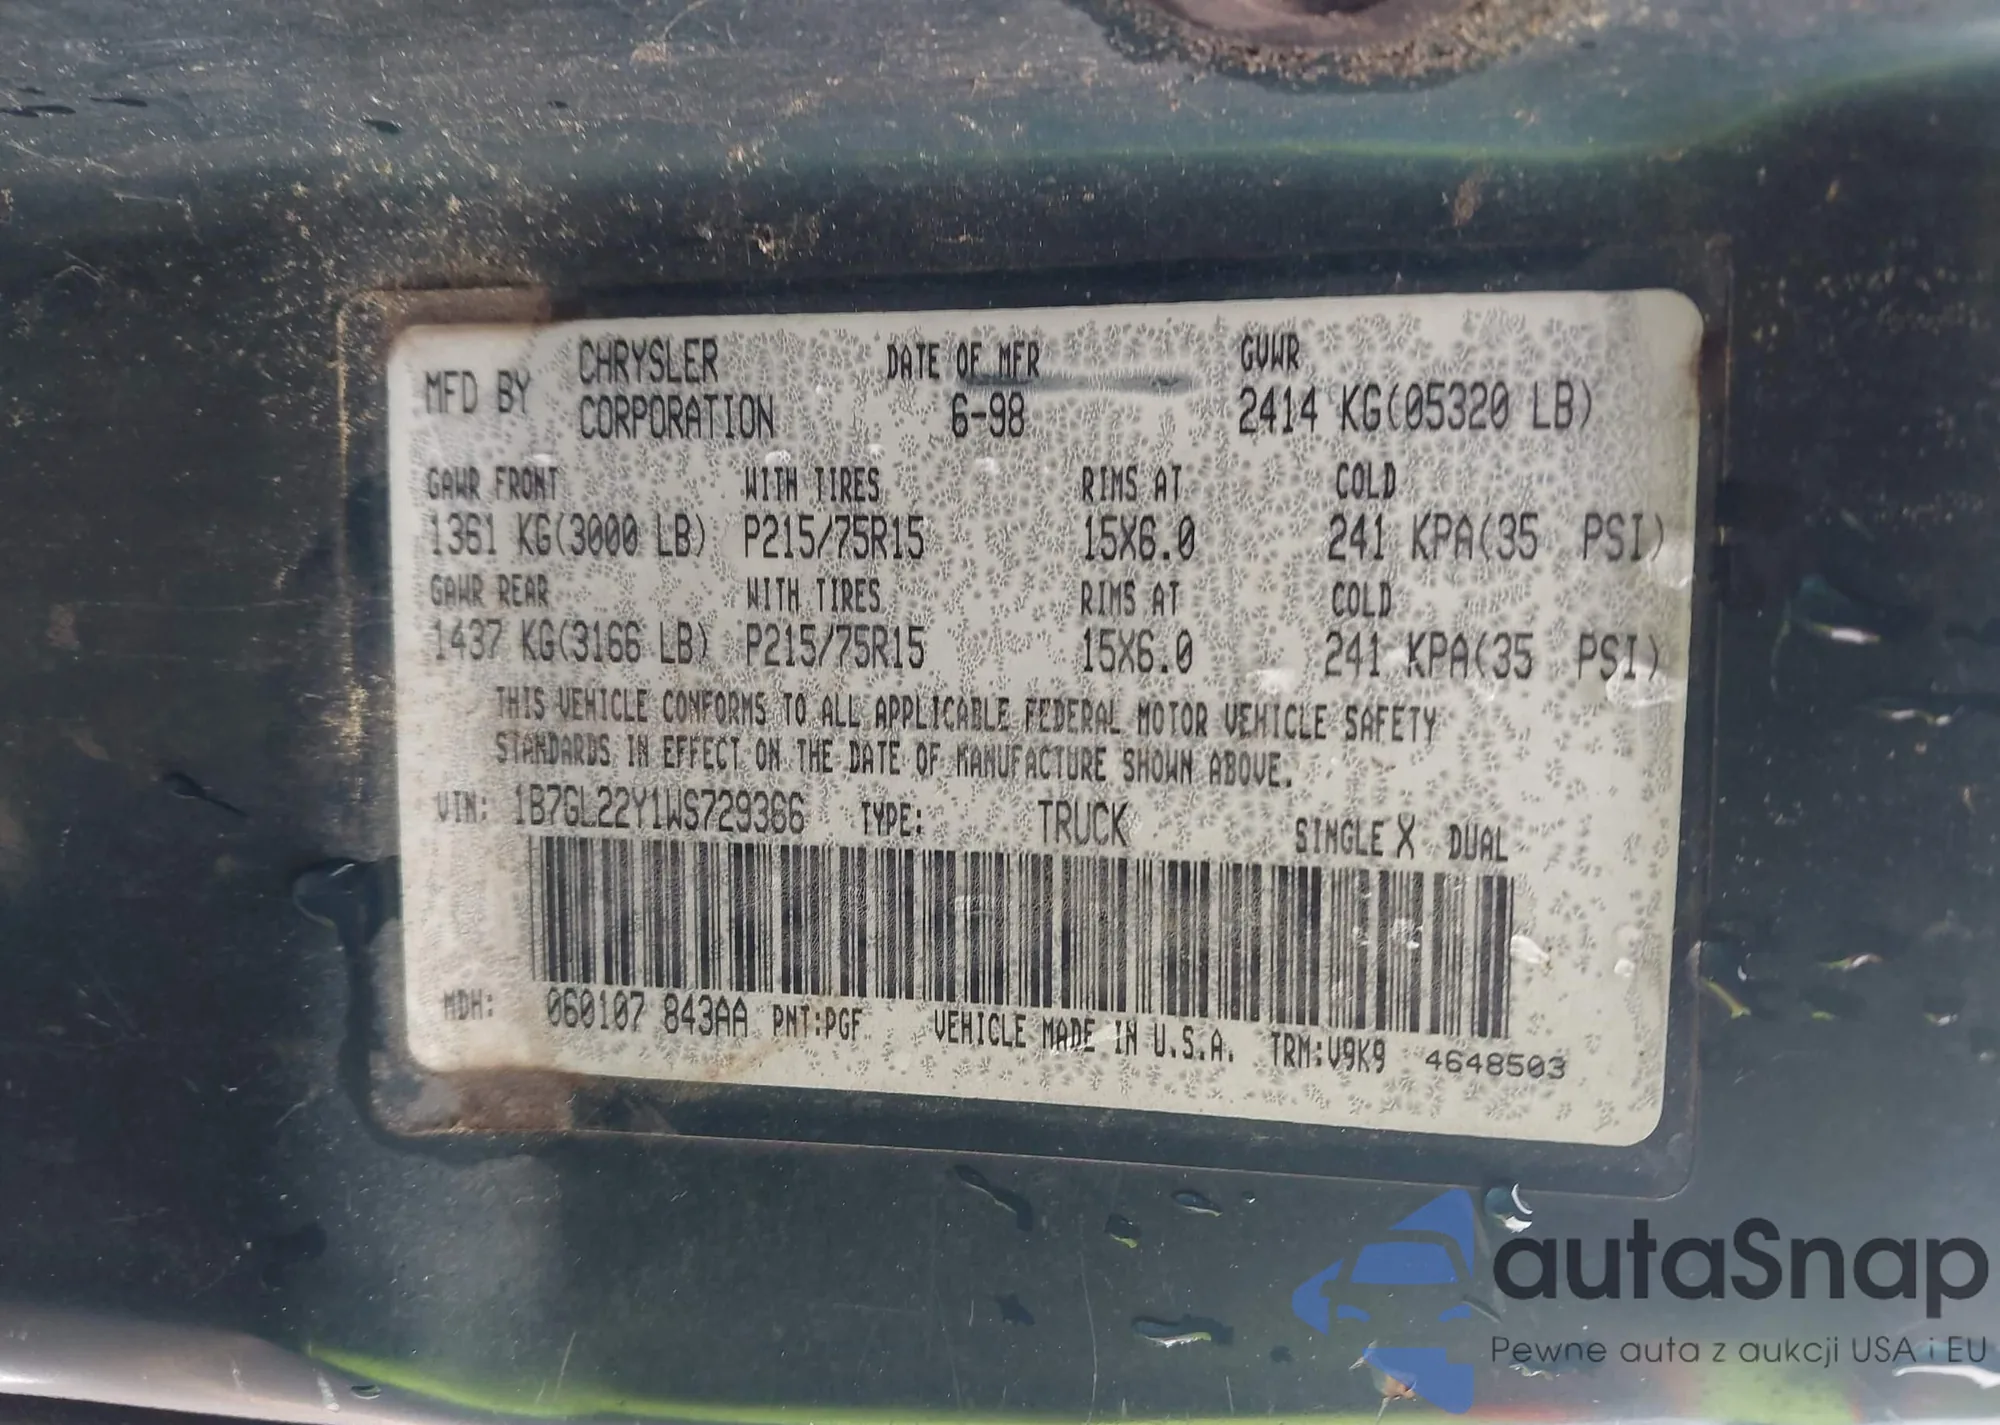 MFD BY CHRYSLER CORPORATION DATE OF MFR 6-98 GVWR 2414 KG(05320 LB)
GAWR FRONT WITH TIRES RIMS AT COLD
1361 KG(3000 LB) P215/75R15 15X6.0 241 KPA(35 PSI)
GAWR REAR WITH TIRES RIMS AT COLD
1437 KG(3166 LB) P215/75R15 15X6.0 241 KPA(35 PSI)
THIS VEHICLE CONFORMS TO ALL APPLICABLE FEDERAL MOTOR VEHICLE SAFETY
STANDARDS IN EFFECT ON THE DATE OF MANUFACTURE SHOWN ABOVE.
VIN: 1B7GL22Y1WS729366 TYPE: TRUCK SINGLE X DUAL
MDH: 060107 843AA PNT:PGF VEHICLE MADE IN U.S.A. TRM:V9K9 4648503
autaSnap
Pewne auta z aukcji USA i EU